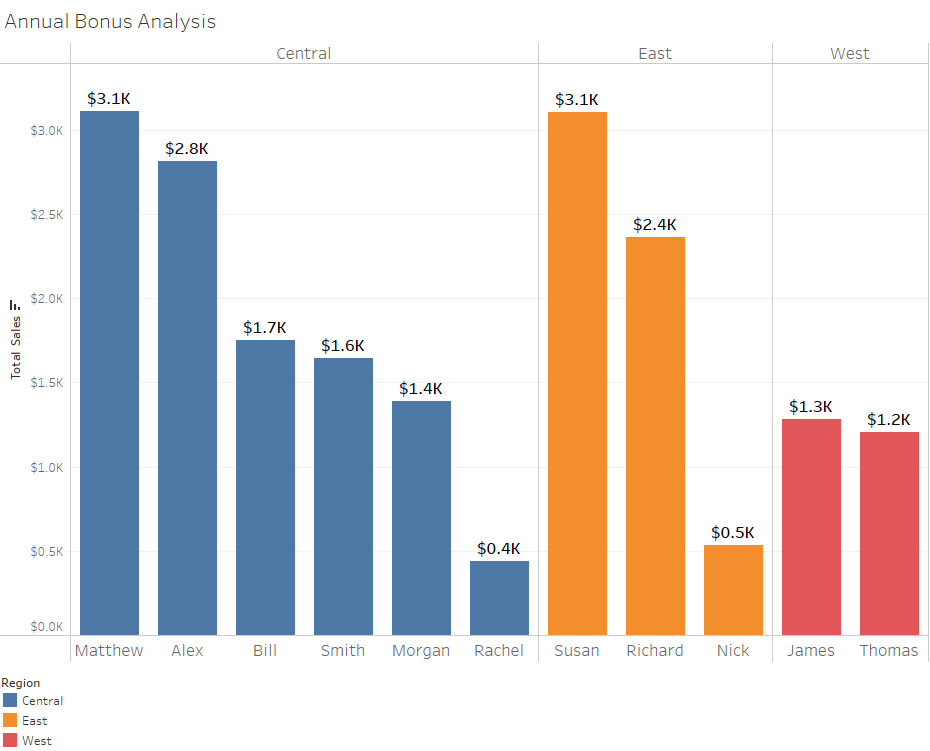 Annual Bonus Analysis
Central East West
$3.1K $2.8K $1.7K $1.6K $1.4K $0.4K $3.1K $2.4K $0.5K $1.3K $1.2K
Total Sales
$3.0K
$2.5K
$2.0K
$1.5K
$1.0K
$0.5K
$0.0K
Matthew Alex Bill Smith Morgan Rachel Susan Richard Nick James Thomas
Region
Central
East
West